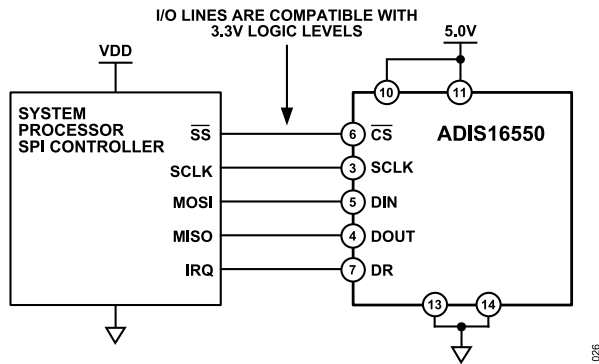 I/O LINES ARE COMPATIBLE WITH
3.3V LOGIC LEVELS
VDD
5.0V
10
11
SYSTEM
PROCESSOR
SPI CONTROLLER
ADIS16550
SS
6
CS
SCLK
3
SCLK
MOSI
5
DIN
MISO
4
DOUT
IRQ
7
DR
13
14
026